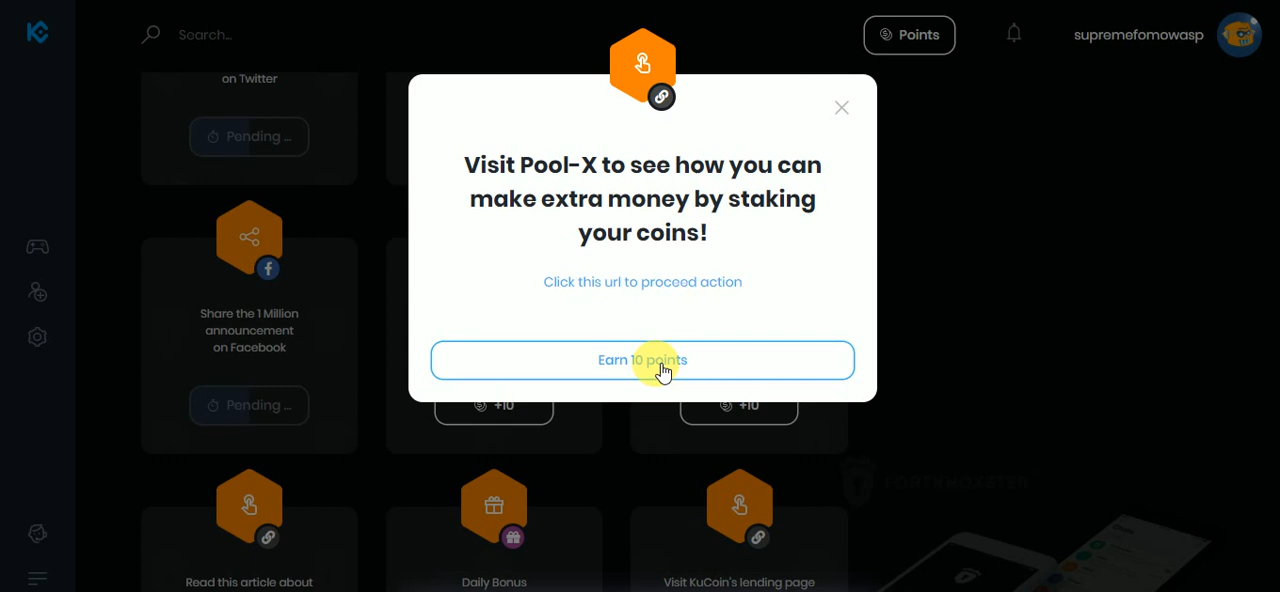 Search...
Points
supremefomowasp
on Twitter
Pending ...
Visit Pool-X to see how you can
make extra money by staking
your coins!
Click this url to proceed action
Earn 10 points
Share the 1 Million
announcement
on Facebook
Pending ...
+10
+10
Read this article about
Daily Bonus
Visit KuCoin's lending page